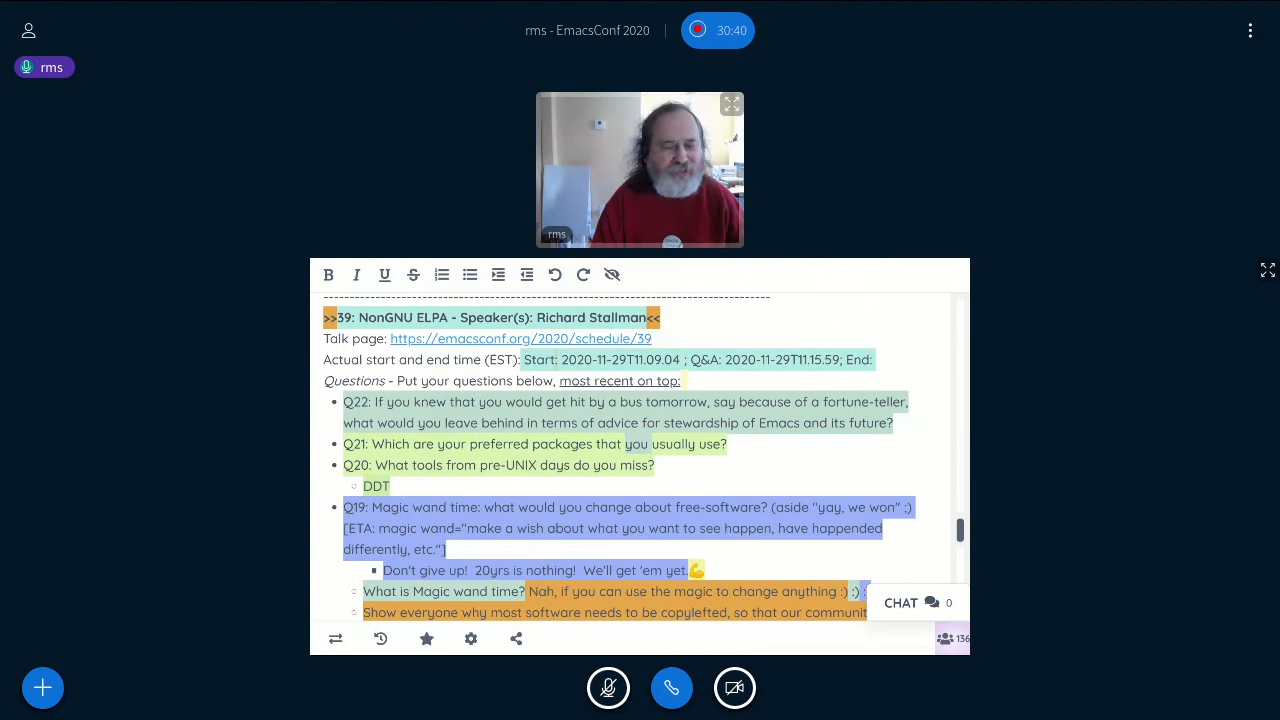 rms - EmacsConf 2020
30:40
rms
rms
B I U S
>>39: NonGNU ELPA - Speaker(s): Richard Stallman<<
Talk page: https://emacsconf.org/2020/schedule/39
Actual start and end time (EST): Start: 2020-11-29T11.09.04 ; Q&A: 2020-11-29T11.15.59; End:
Questions - Put your questions below, most recent on top:
Q22: If you knew that you would get hit by a bus tomorrow, say because of a fortune-teller,
what would you leave behind in terms of advice for stewardship of Emacs and its future?
Q21: Which are your preferred packages that you usually use?
Q20: What tools from pre-UNIX days do you miss?
DDT
Q19: Magic wand time: what would you change about free-software? (aside "yay, we won" ;)
[ETA: magic wand="make a wish about what you want to see happen, have happended
differently, etc."]
Don't give up!  20yrs is nothing!  We'll get 'em yet.💪
What is Magic wand time? Nah, if you can use the magic to change anything :) :) :
Show everyone why most software needs to be copylefted, so that our communit
CHAT 0
136